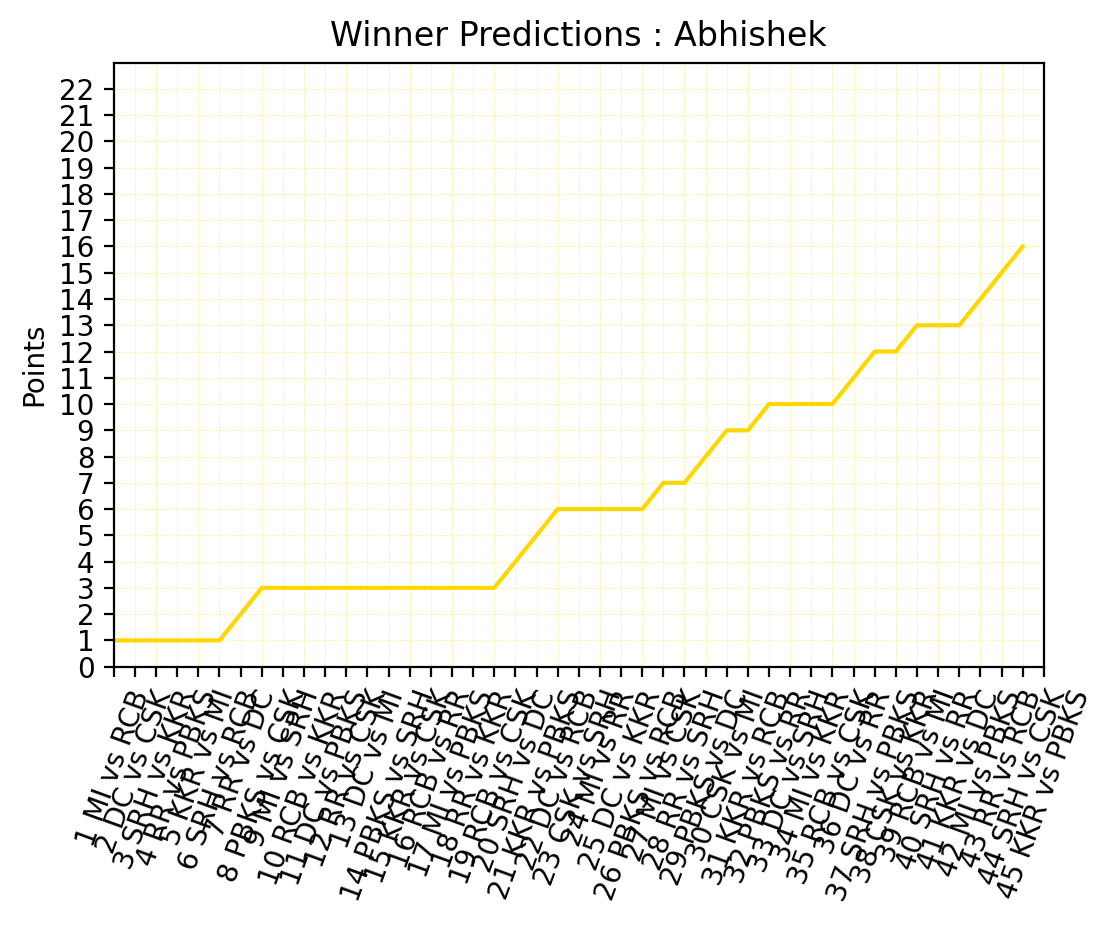 Winner Predictions : Abhishek
Points
22
21
20
19
18
17
16
15
14
13
12
11
10
9
8
7
6
5
4
3
2
1
0
1 MI vs RCB
2 DC vs CSK
3 SRH vs KKR
4 RR vs PBKS
5 KKR vs MI
6 SRH vs RCB
7 RR vs DC
8 PBKS vs CSK
9 MI vs SRH
10 RCB vs KKR
11 DC vs PBKS
12 RR vs CSK
13 DC vs MI
14 PBKS vs SRH
15 KKR vs CSK
16 RCB vs RR
17 MI vs PBKS
18 RR vs KKR
19 RCB vs CSK
20 SRH vs DC
21 KKR vs PBKS
22 DC vs RCB
23 CSK vs SRH
24 MI vs RR
25 DC vs KKR
26 PBKS vs RCB
27 MI vs CSK
28 RR vs SRH
29 PBKS vs DC
30 CSK vs MI
31 KKR vs RCB
32 PBKS vs RR
33 DC vs SRH
34 MI vs KKR
35 RCB vs CSK
36 DC vs RR
37 SRH vs PBKS
38 CSK vs KKR
39 RCB vs MI
40 SRH vs RR
41 KKR vs DC
42 MI vs PBKS
43 RR vs RCB
44 SRH vs CSK
45 KKR vs PBKS